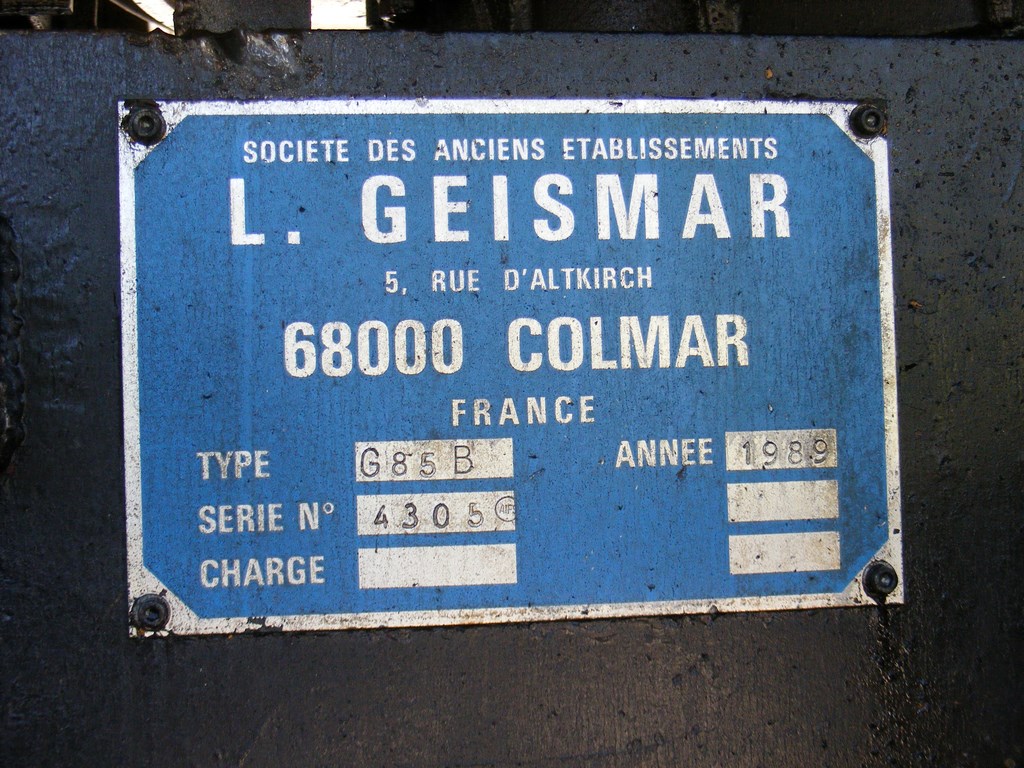 SOCIETE DES ANCIENS ETABLISSEMENTS
L. GEISMAR
5, RUE D'ALTKIRCH
68000 COLMAR
FRANCE
TYPE G85B ANNEE 1989
SERIE N° 4305
CHARGE